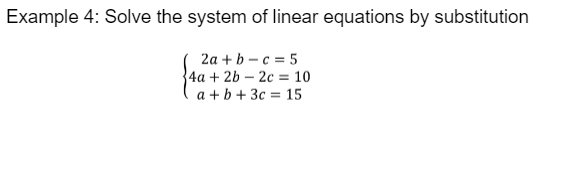 Example 4: Solve the system of linear equations by substitution
2a + b – c = 5
4a + 2b – 2c = 10
a + b + 3c = 15